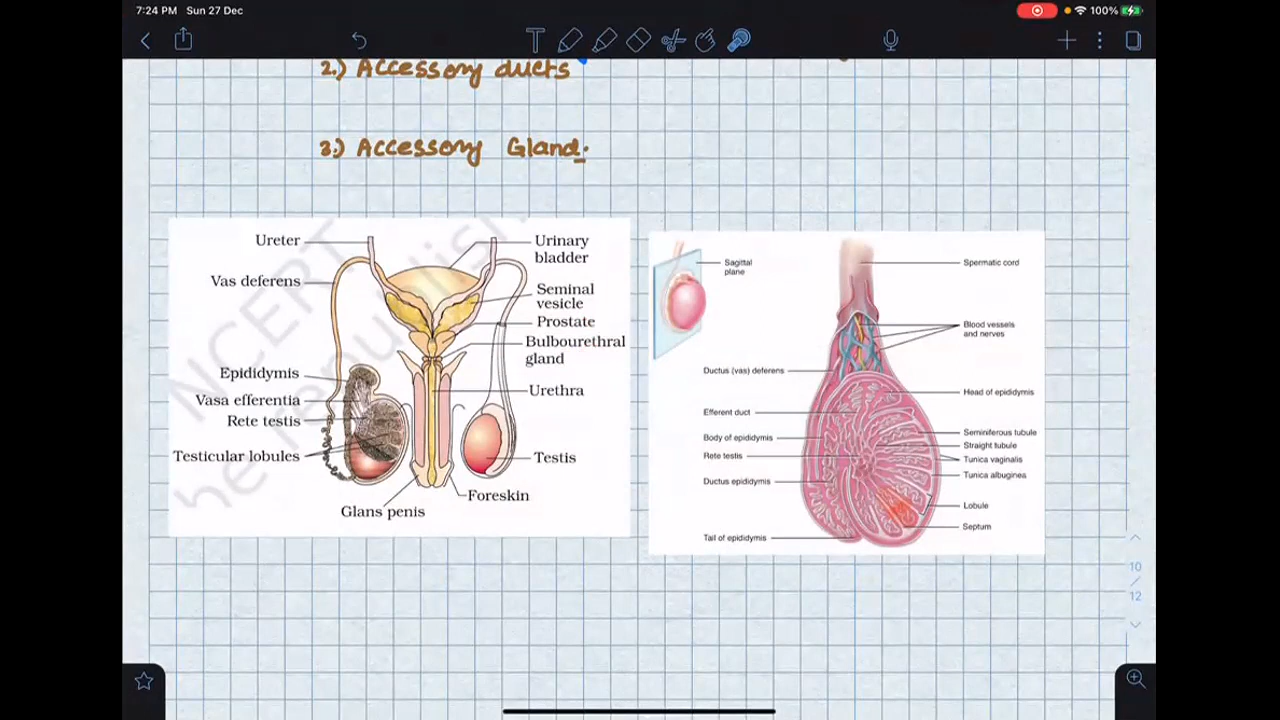 7:24 PM Sun 27 Dec
100%
2.) Accessory ducts
3.) Accessory Gland.
Ureter
Urinary
bladder
Vas deferens
Seminal
vesicle
Prostate
Bulbourethral
gland
Epididymis
Urethra
Vasa efferentia
Rete testis
Testicular lobules
Testis
Foreskin
Glans penis
NCERT
Sagittal
plane
Spermatic cord
Blood vessels
and nerves
Ductus (vas) deferens
Head of epididymis
Efferent duct
Seminiferous tubule
Body of epididymis
Straight tubule
Rete testis
Tunica vaginalis
Tunica albuginea
Ductus epididymis
Lobule
Septum
Tail of epididymis
10
/
12